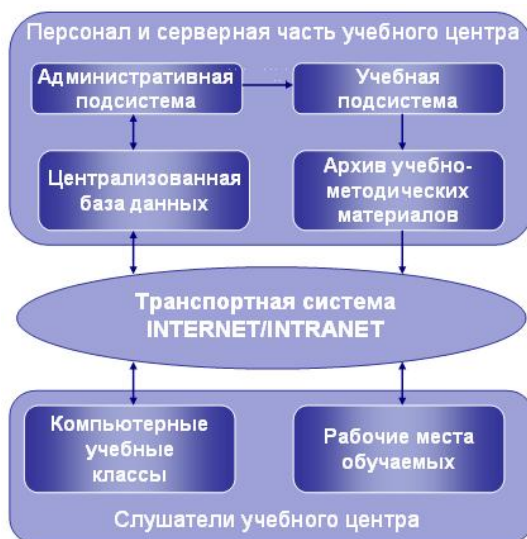 Персонал и серверная часть учебного центра
Административная
подсистема
Учебная
подсистема
Централизованная
база данных
Архив учебно-
методических
материалов
Транспортная система
INTERNET/INTRANET
Компьютерные
учебные
классы
Рабочие места
обучаемых
Слушатели учебного центра